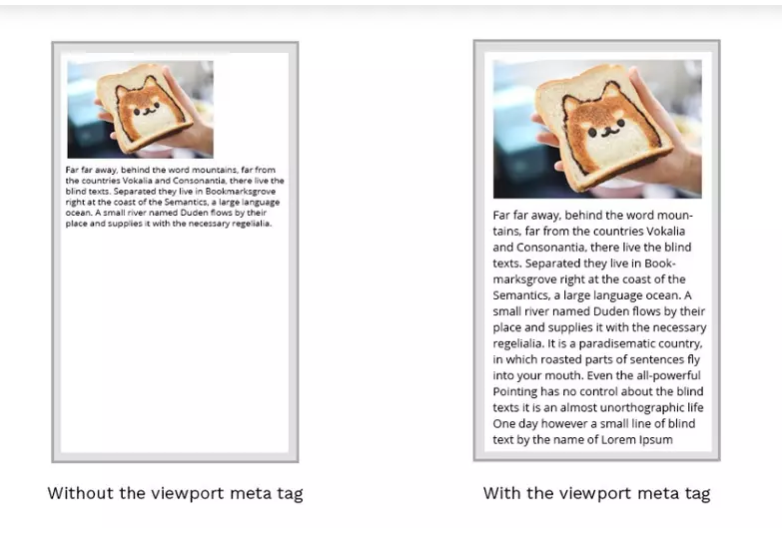 Far far away, behind the word mountains, far from
the countries Vokalia and Consonantia, there live the
blind texts. Separated they live in Bookmarksgrove
right at the coast of the Semantics, a large language
ocean. A small river named Duden flows by their
place and supplies it with the necessary regelialia.
Without the viewport meta tag
Far far away, behind the word moun-
tains, far from the countries Vokalia
and Consonantia, there live the blind
texts. Separated they live in Book-
marksgrove right at the coast of the
Semantics, a large language ocean. A
small river named Duden flows by their
place and supplies it with the necessary
regelialia. It is a paradisematic country,
in which roasted parts of sentences fly
into your mouth. Even the all-powerful
Pointing has no control about the blind
texts it is an almost unorthographic life
One day however a small line of blind
text by the name of Lorem Ipsum
With the viewport meta tag